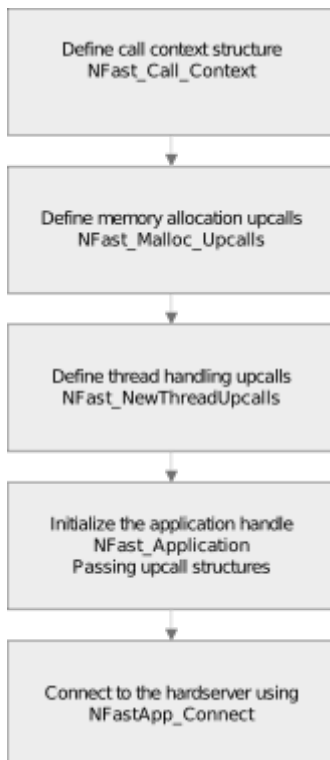 Define call context structure
NFast_Call_Context
Define memory allocation upcalls
NFast_Malloc_Upcalls
Define thread handling upcalls
NFast_NewThreadUpcalls
Initialize the application handle
NFast_Application
Passing upcall structures
Connect to the hardserver using
NFastApp_Connect